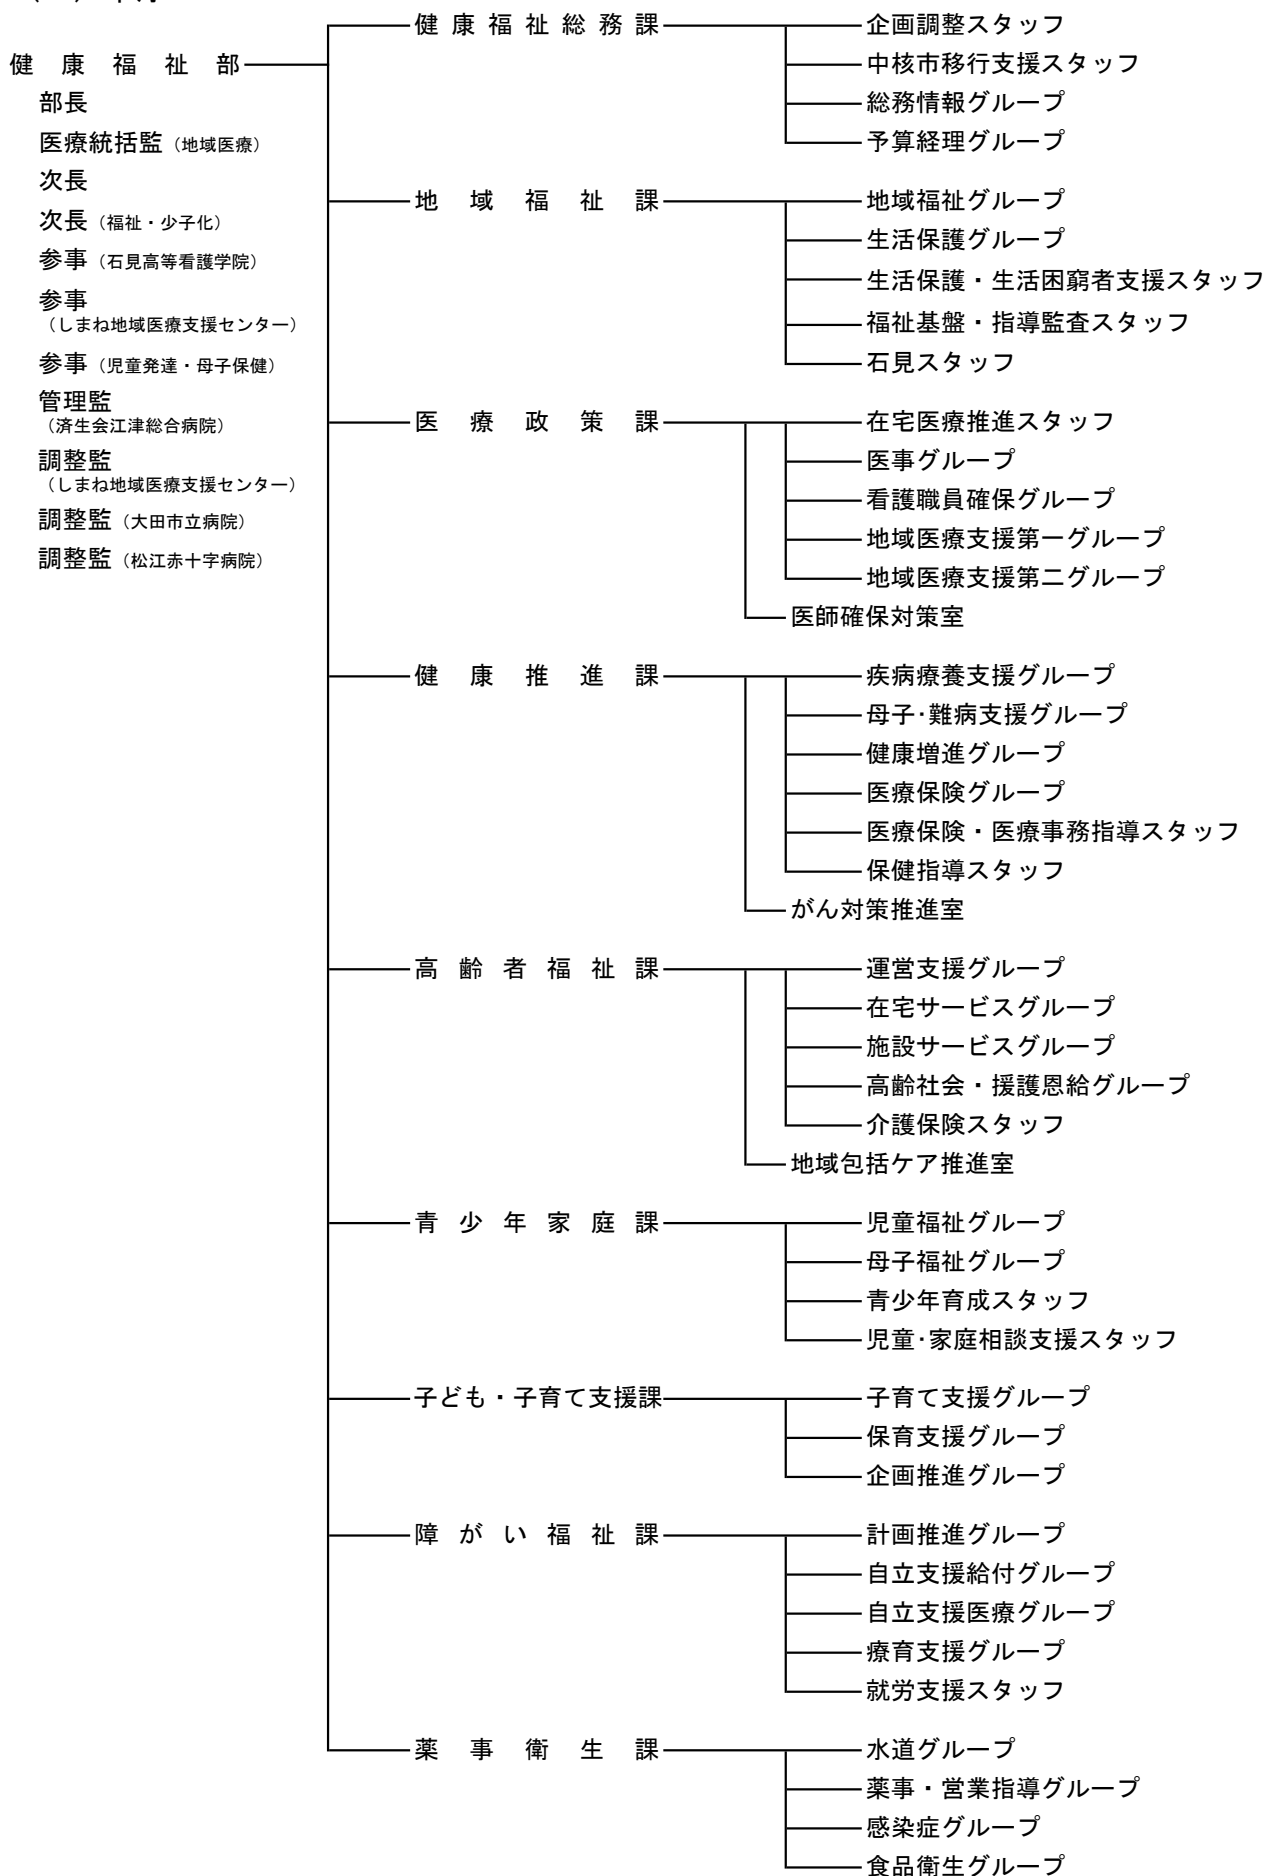 健康福祉部
部長
医療統括監（地域医療）
次長
次長（福祉・少子化）
参事（石見高等看護学院）
参事
（しまね地域医療支援センター）
参事（児童発達・母子保健）
管理監
（済生会江津総合病院）
調整監
（しまね地域医療支援センター）
調整監（大田市立病院）
調整監（松江赤十字病院）
健康福祉総務課
企画調整スタッフ
中核市移行支援スタッフ
総務情報グループ
予算経理グループ
地域福祉課
地域福祉グループ
生活保護グループ
生活保護・生活困窮者支援スタッフ
福祉基盤・指導監査スタッフ
石見スタッフ
医療政策課
在宅医療推進スタッフ
医事グループ
看護職員確保グループ
地域医療支援第一グループ
地域医療支援第二グループ
医師確保対策室
健康推進課
疾病療養支援グループ
母子･難病支援グループ
健康増進グループ
医療保険グループ
医療保険・医療事務指導スタッフ
保健指導スタッフ
がん対策推進室
高齢者福祉課
運営支援グループ
在宅サービスグループ
施設サービスグループ
高齢社会・援護恩給グループ
介護保険スタッフ
地域包括ケア推進室
青少年家庭課
児童福祉グループ
母子福祉グループ
青少年育成スタッフ
児童･家庭相談支援スタッフ
子ども・子育て支援課
子育て支援グループ
保育支援グループ
企画推進グループ
障がい福祉課
計画推進グループ
自立支援給付グループ
自立支援医療グループ
療育支援グループ
就労支援スタッフ
薬事衛生課
水道グループ
薬事・営業指導グループ
感染症グループ
食品衛生グループ